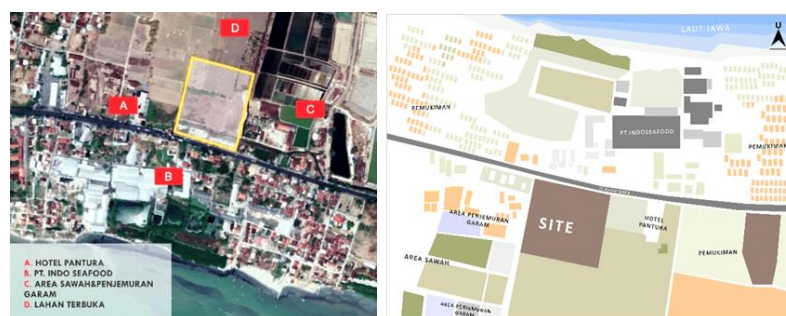 D
A
C
B
A. HOTEL PANTURA
B. PT. INDO SEAFOOD
C. AREA SAWAH&PENJEMURAN
GARAM
D. LAHAN TERBUKA
LAUT JAWA
U
PEMUKIMAN
PT.INDOSEAFOOD
PEMUKIMAN
AREA PENJEMURAN
GARAM
SITE
HOTEL
PANTURA
PEMUKIMAN
AREA SAWAH
AREA PENJEMURAN
GARAM